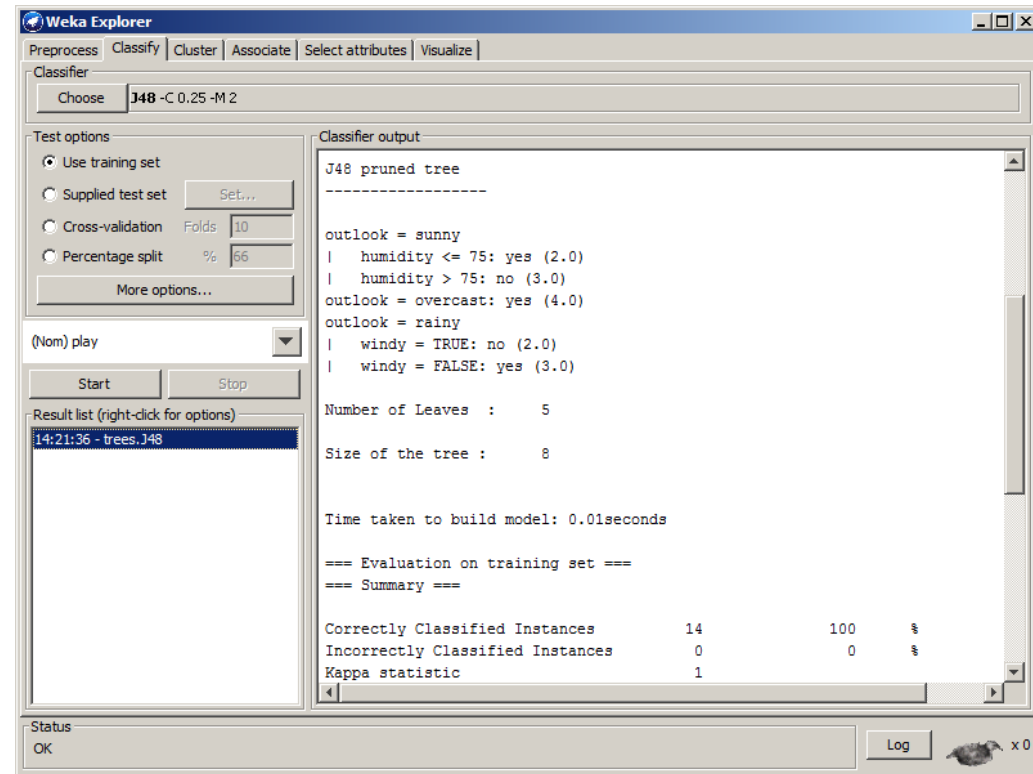 Weka Explorer
Preprocess Classify Cluster Associate Select attributes Visualize
Classifier
Choose J48 -C 0.25 -M 2
Test options
Use training set
Supplied test set Set...
Cross-validation Folds 10
Percentage split % 66
More options...
(Nom) play
Start Stop
Result list (right-click for options)
14:21:36 - trees.J48
Classifier output
J48 pruned tree
------------------
outlook = sunny
|   humidity <= 75: yes (2.0)
|   humidity > 75: no (3.0)
outlook = overcast: yes (4.0)
outlook = rainy
|   windy = TRUE: no (2.0)
|   windy = FALSE: yes (3.0)
Number of Leaves  :     5
Size of the tree :      8
Time taken to build model: 0.01seconds
=== Evaluation on training set ===
=== Summary ===
Correctly Classified Instances          14               100      %
Incorrectly Classified Instances         0                 0      %
Kappa statistic                          1
Status
OK
Log x 0